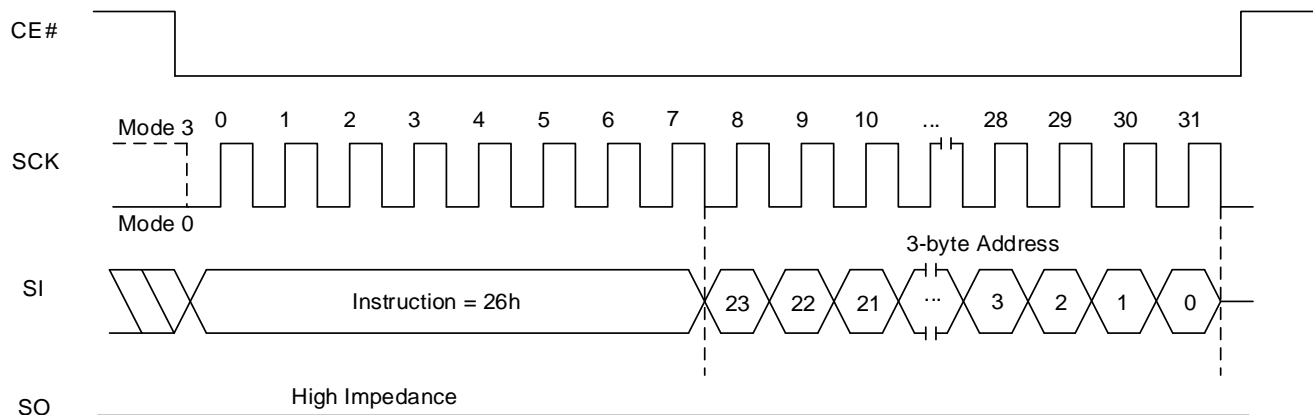 CE#
Mode 3
0 1 2 3 4 5 6 7 8 9 10 ... 28 29 30 31
SCK
Mode 0
3-byte Address
SI
Instruction = 26h
23 22 21 ... 3 2 1 0
High Impedance
SO